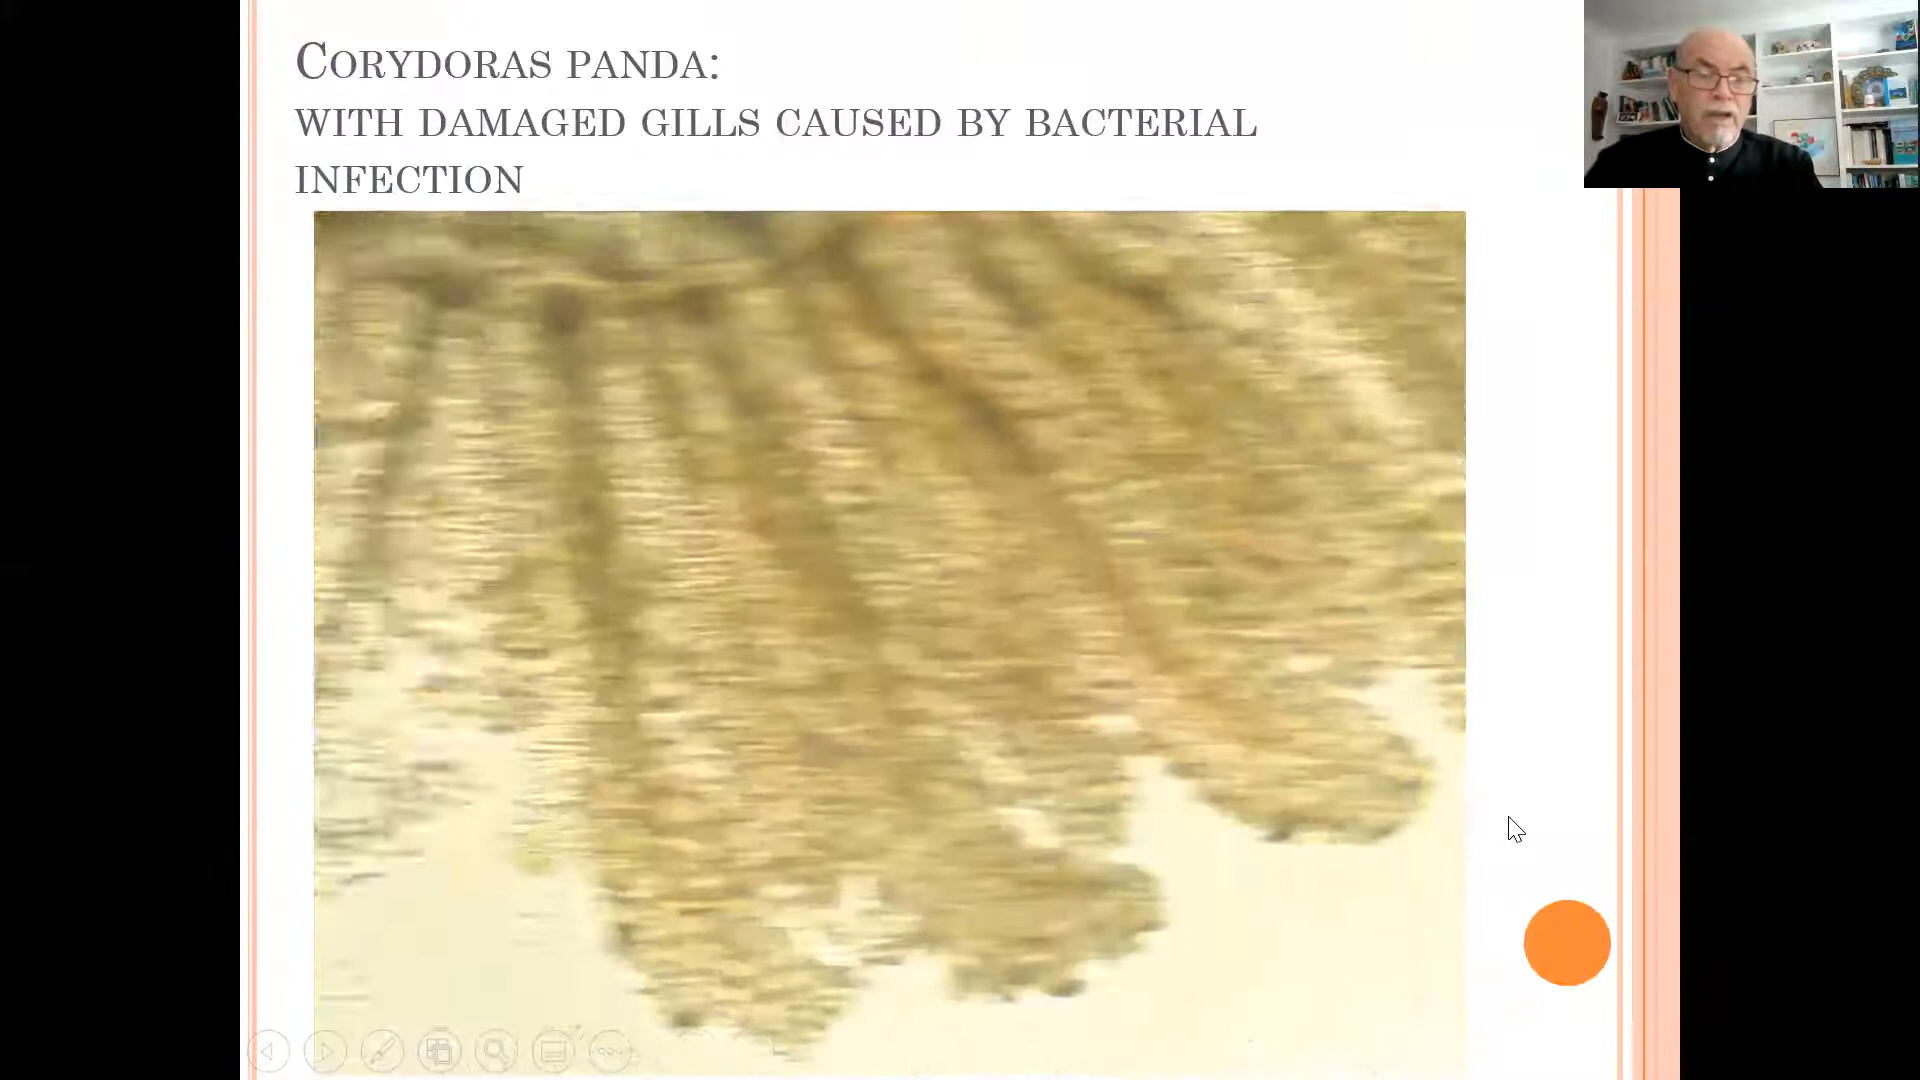 Corydoras panda:
with damaged gills caused by bacterial
infection